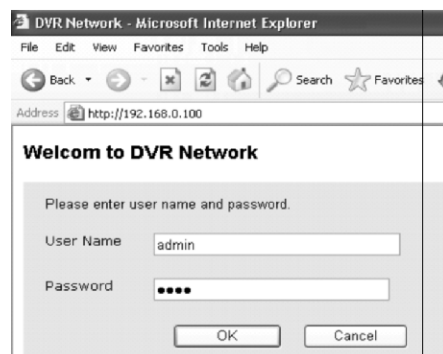 DVR Network - Microsoft Internet Explorer
File Edit View Favorites Tools Help
Back Search Favorites
Address http://192.168.0.100
Welcom to DVR Network
Please enter user name and password.
User Name admin
Password ●●●●
OK Cancel